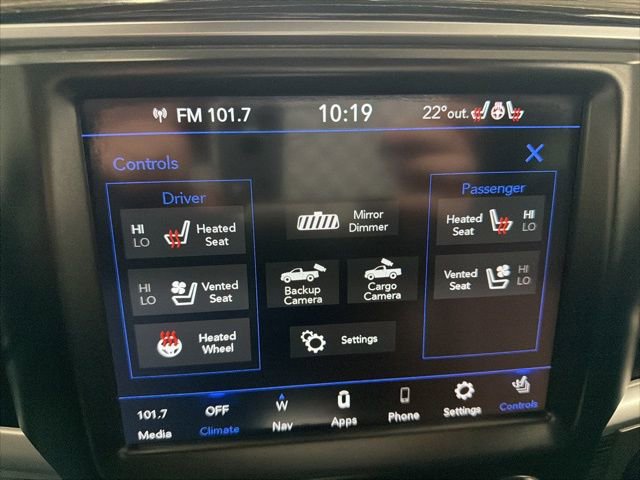 FM 101.7 10:19 22°out.
Controls X
Driver
HI LO Heated Seat
HI LO Vented Seat
Heated Wheel
Mirror Dimmer
Backup Camera
Cargo Camera
Settings
Passenger
Heated Seat HI LO
Vented Seat HI LO
101.7 Media
OFF Climate
W Nav
Apps
Phone
Settings
Controls